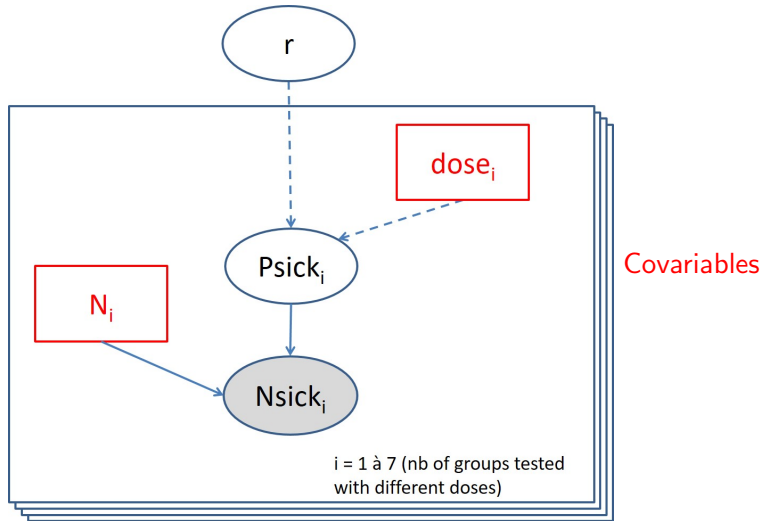 r
dose_i
Psick_i
Covariables
N_i
Nsick_i
i = 1 à 7 (nb of groups tested
with different doses)